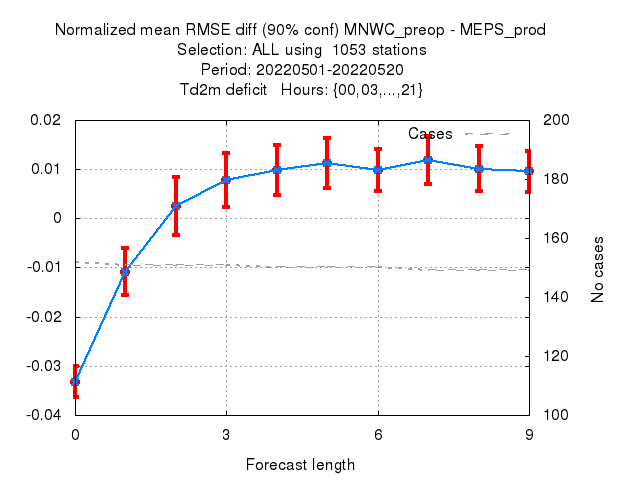 Normalized mean RMSE diff (90% conf) MNWC_preop - MEPS_prod
Selection: ALL using  1053 stations
Period: 20220501-20220520
Td2m deficit   Hours: {00,03,...,21}
Cases
0.02
0.01
0
-0.01
-0.02
-0.03
-0.04
200
180
160
140
120
100
No cases
0
3
6
9
Forecast length